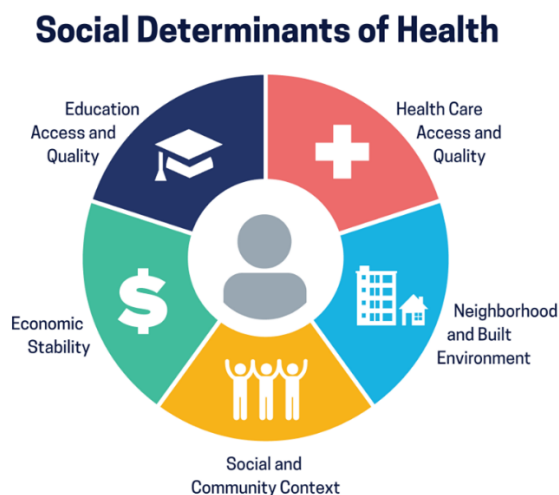 Social Determinants of Health
Education
Access and
Quality
Health Care
Access and
Quality
$
Economic
Stability
Neighborhood
and Built
Environment
Social and
Community Context